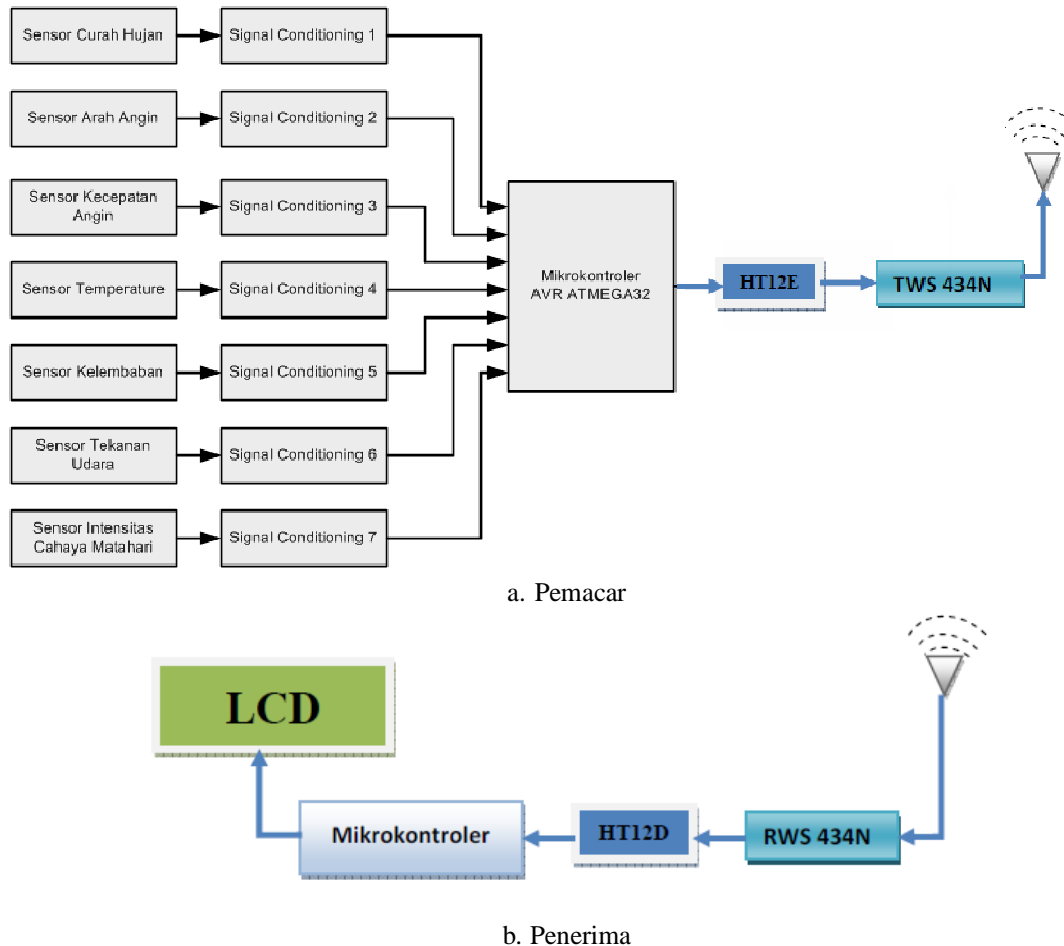 Sensor Curah Hujan
Signal Conditioning 1
Sensor Arah Angin
Signal Conditioning 2
Sensor Kecepatan
Angin
Signal Conditioning 3
Sensor Temperature
Signal Conditioning 4
Sensor Kelembaban
Signal Conditioning 5
Sensor Tekanan
Udara
Signal Conditioning 6
Sensor Intensitas
Cahaya Matahari
Signal Conditioning 7
Mikrokontroler
AVR ATMEGA32
HT12E
TWS 434N
a. Pemacar
LCD
Mikrokontroler
HT12D
RWS 434N
b. Penerima